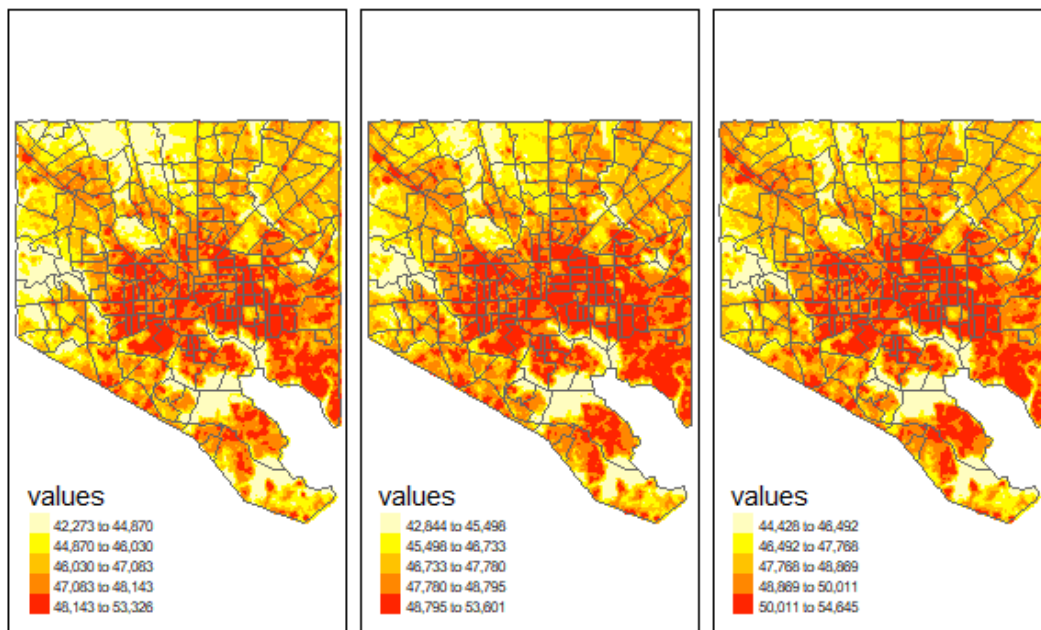 values
42,273 to 44,870
44,870 to 46,030
46,030 to 47,083
47,083 to 48,143
48,143 to 53,326
values
42,844 to 45,498
45,498 to 46,733
46,733 to 47,780
47,780 to 48,795
48,795 to 53,601
values
44,428 to 46,492
46,492 to 47,768
47,768 to 48,869
48,869 to 50,011
50,011 to 54,645